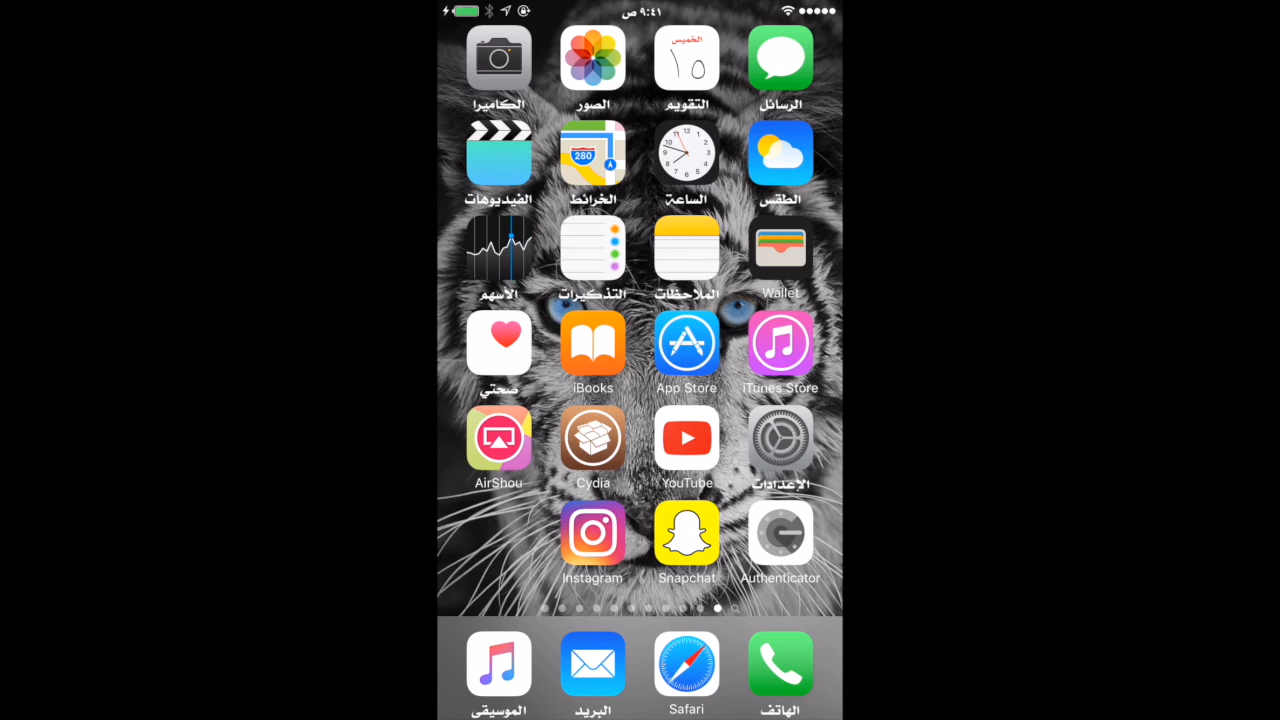 ٩:٤١ ص
الخميس
١٥
الرسائل
التقويم
الصور
الكاميرا
الطقس
الساعة
280
الخرائط
الفيديوهات
Wallet
الملاحظات
التذكيرات
الأسهم
iTunes Store
App Store
iBooks
صحتي
الإعدادات
YouTube
Cydia
AirShou
Authenticator
Snapchat
Instagram
الهاتف
Safari
البريد
الموسيقى